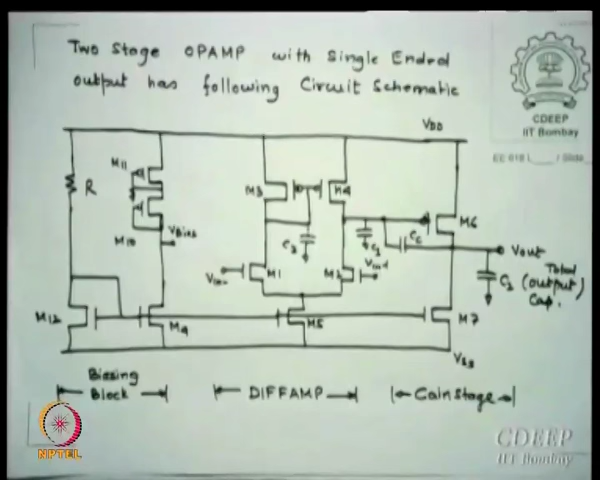 Two Stage OPAMP with Single Ended
output has following Circuit Schematic
CDEEP
IIT Bombay
EE 618 L / Slide
VDD
M11
R
M3
M4
M6
VBias
M10
C3
C1
Cc
Vout
Vin-
M1
M2
Vin+
C2
Total
(output)
Cap.
M12
M9
M5
M7
VSS
Biasing
Block
DIFFAMP
Gain Stage
NPTEL
CDEEP
IIT Bombay